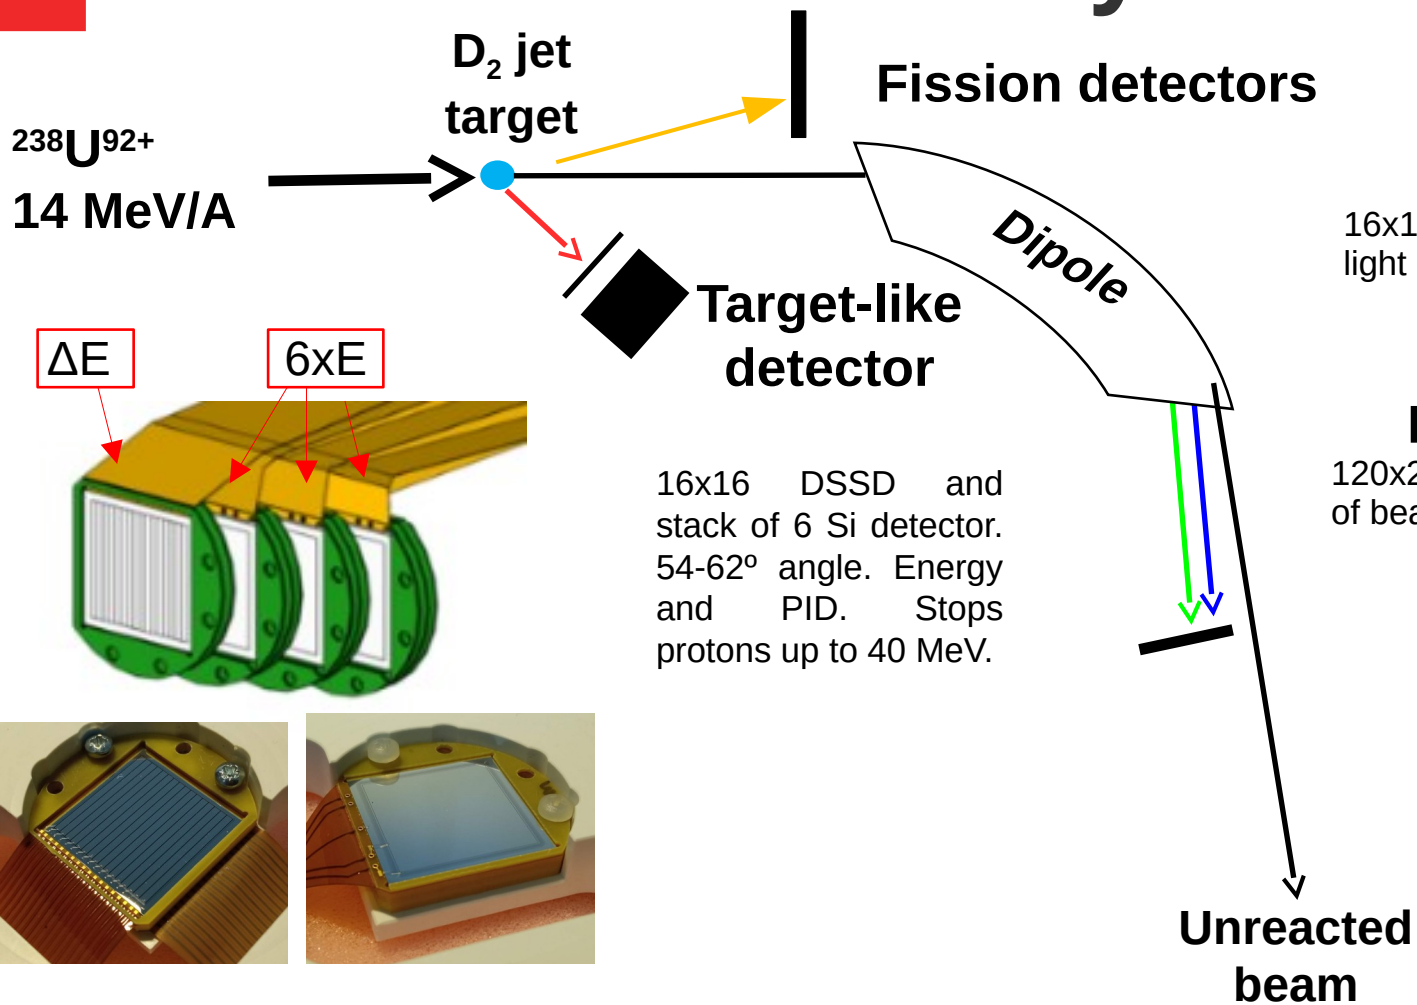 D₂ jet
target
Fission detectors
²³⁸U⁹²⁺
14 MeV/A
Dipole
16x1
light
Target-like
detector
ΔE
6xE
120x2
of bea
16x16 DSSD and
stack of 6 Si detector.
54-62º angle. Energy
and PID. Stops
protons up to 40 MeV.
Unreacted
beam